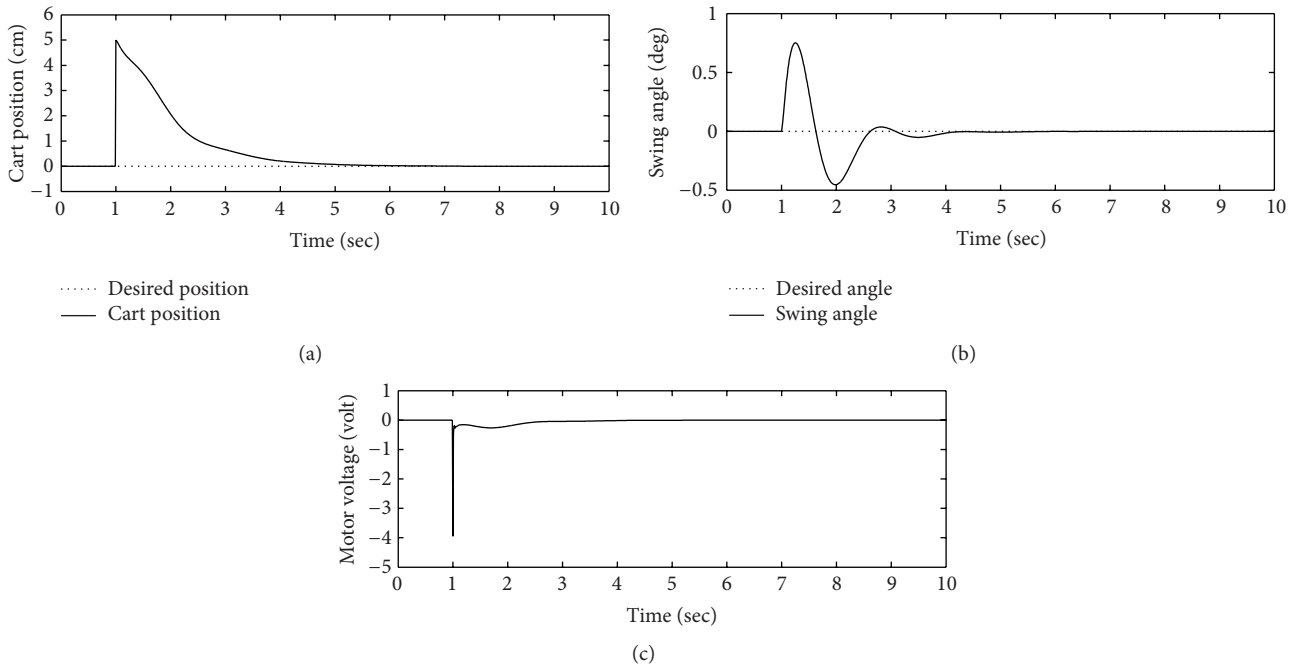 6
5
4
3
2
1
0
−1
Cart position (cm)
0 1 2 3 4 5 6 7 8 9 10
Time (sec)
Desired position
Cart position
(a)
1
0.5
0
−0.5
Swing angle (deg)
0 1 2 3 4 5 6 7 8 9 10
Time (sec)
Desired angle
Swing angle
(b)
1
0
−1
−2
−3
−4
−5
Motor voltage (volt)
0 1 2 3 4 5 6 7 8 9 10
Time (sec)
(c)